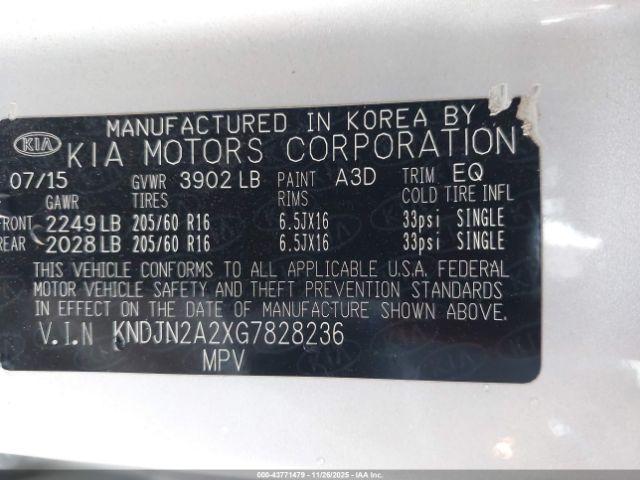 MANUFACTURED IN KOREA BY
KIA KIA MOTORS CORPORATION
07/15 GVWR 3902 LB PAINT A3D TRIM EQ
GAWR TIRES RIMS COLD TIRE INFL
FRONT 2249 LB 205/60 R16 6.5JX16 33psi SINGLE
REAR 2028 LB 205/60 R16 6.5JX16 33psi SINGLE
THIS VEHICLE CONFORMS TO ALL APPLICABLE U.S.A. FEDERAL
MOTOR VEHICLE SAFETY AND THEFT PREVENTION STANDARDS
IN EFFECT ON THE DATE OF MANUFACTURE SHOWN ABOVE.
V.I.N KNDJN2A2XG7828236
MPV
000-43771479 | 11/26/2025 - IAA Holdings, LLC